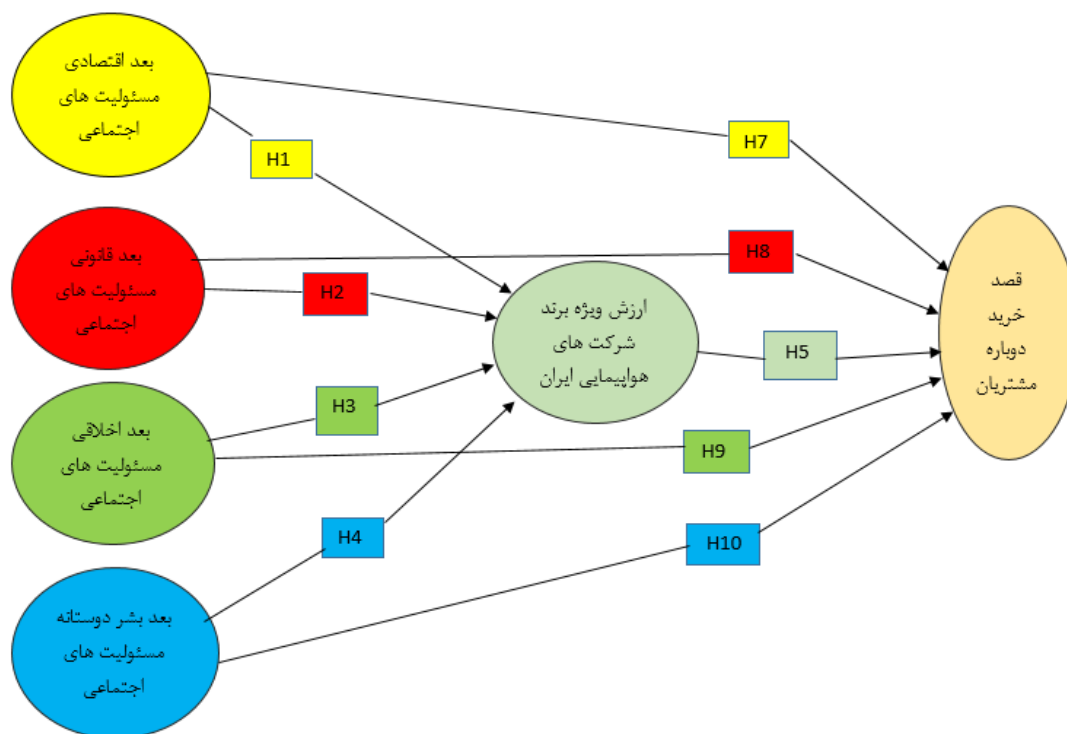 بعد اقتصادی
مسئولیت های
اجتماعی
H1
H7
بعد قانونی
مسئولیت های
اجتماعی
H2
H8
ارزش ویژه برند
شرکت های
هواپیمایی ایران
H5
قصد
خرید
دوباره
مشتریان
بعد اخلاقی
مسئولیت های
اجتماعی
H3
H9
بعد بشر دوستانه
مسئولیت های
اجتماعی
H4
H10